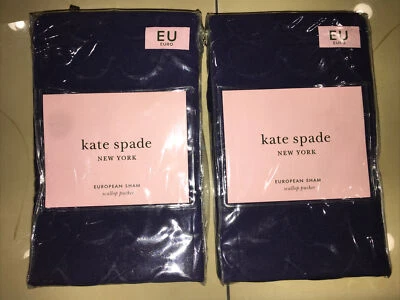 EU
EURO
kate spade
NEW YORK
EUROPEAN SHAM
scallop pucker
EU
EURO
kate spade
NEW YORK
EUROPEAN SHAM
scallop pucker